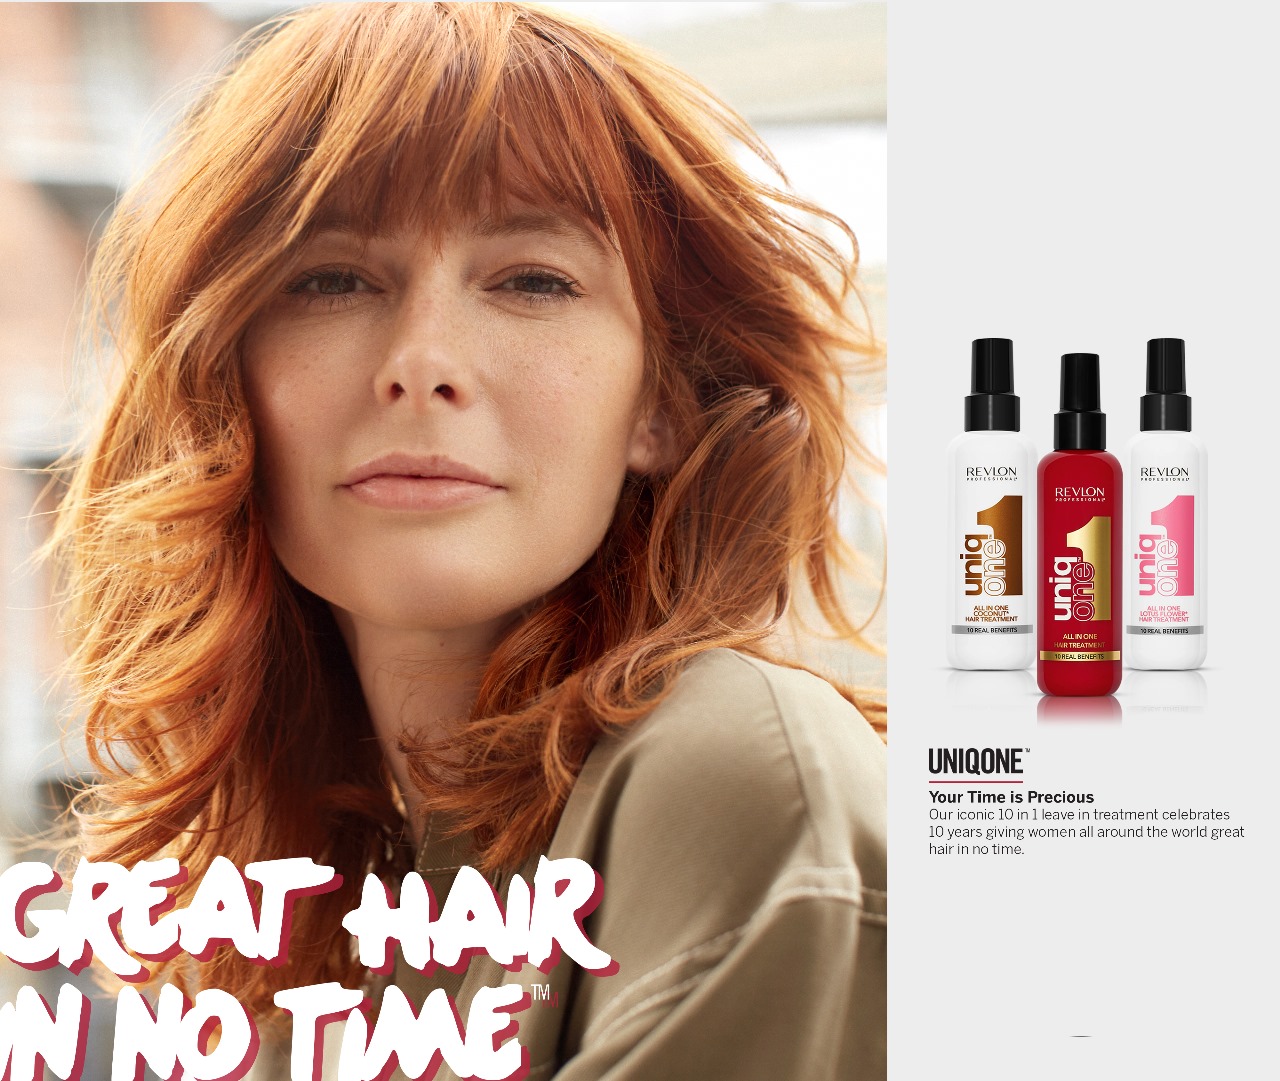 GREAT HAIR
IN NO TIME™
REVLON
PROFESSIONAL®
uniq
one
1
ALL IN ONE
COCONUT*
HAIR TREATMENT
10 REAL BENEFITS
REVLON
PROFESSIONAL®
uniq
one
1
ALL IN ONE
HAIR TREATMENT
10 REAL BENEFITS
REVLON
PROFESSIONAL®
uniq
one
1
ALL IN ONE
LOTUS FLOWER*
HAIR TREATMENT
10 REAL BENEFITS
UNIQONE™
Your Time is Precious
Our iconic 10 in 1 leave in treatment celebrates
10 years giving women all around the world great
hair in no time.